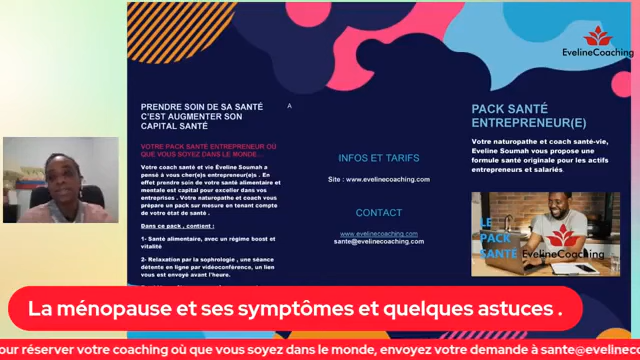 EvelineCoaching
PRENDRE SOIN DE SA SANTÉ
C'EST AUGMENTER SON
CAPITAL SANTÉ
A
VOTRE PACK SANTÉ ENTREPRENEUR OÙ
QUE VOUS SOYEZ DANS LE MONDE...
Votre coach santé et vie Éveline Soumah a
pensé à vous cher(e)s entrepreneur(e)s . En
effet prendre soin de votre santé alimentaire et
mentale est capital pour exceller dans vos
entreprises . Votre naturopathe et coach vous
prépare un pack sur mesure en tenant compte
de votre état de santé .
Dans ce pack , contient :
1- Santé alimentaire, avec un régime boost et
vitalité
2- Relaxation par la sophrologie , une séance
détente en ligne par vidéoconférence, un lien
vous est envoyé avant l'heure.
INFOS ET TARIFS
Site : www.evelinecoaching.com
CONTACT
www.evelinecoaching.com
sante@evelinecoaching.com
PACK SANTÉ
ENTREPRENEUR(E)
Votre naturopathe et coach santé-vie,
Eveline Soumah vous propose une
formule santé originale pour les actifs
entrepreneurs et salariés.
LE
PACK
SANTÉ
EvelineCoaching
La ménopause et ses symptômes et quelques astuces .
our réserver votre coaching où que vous soyez dans le monde, envoyez votre demande à sante@evelinec